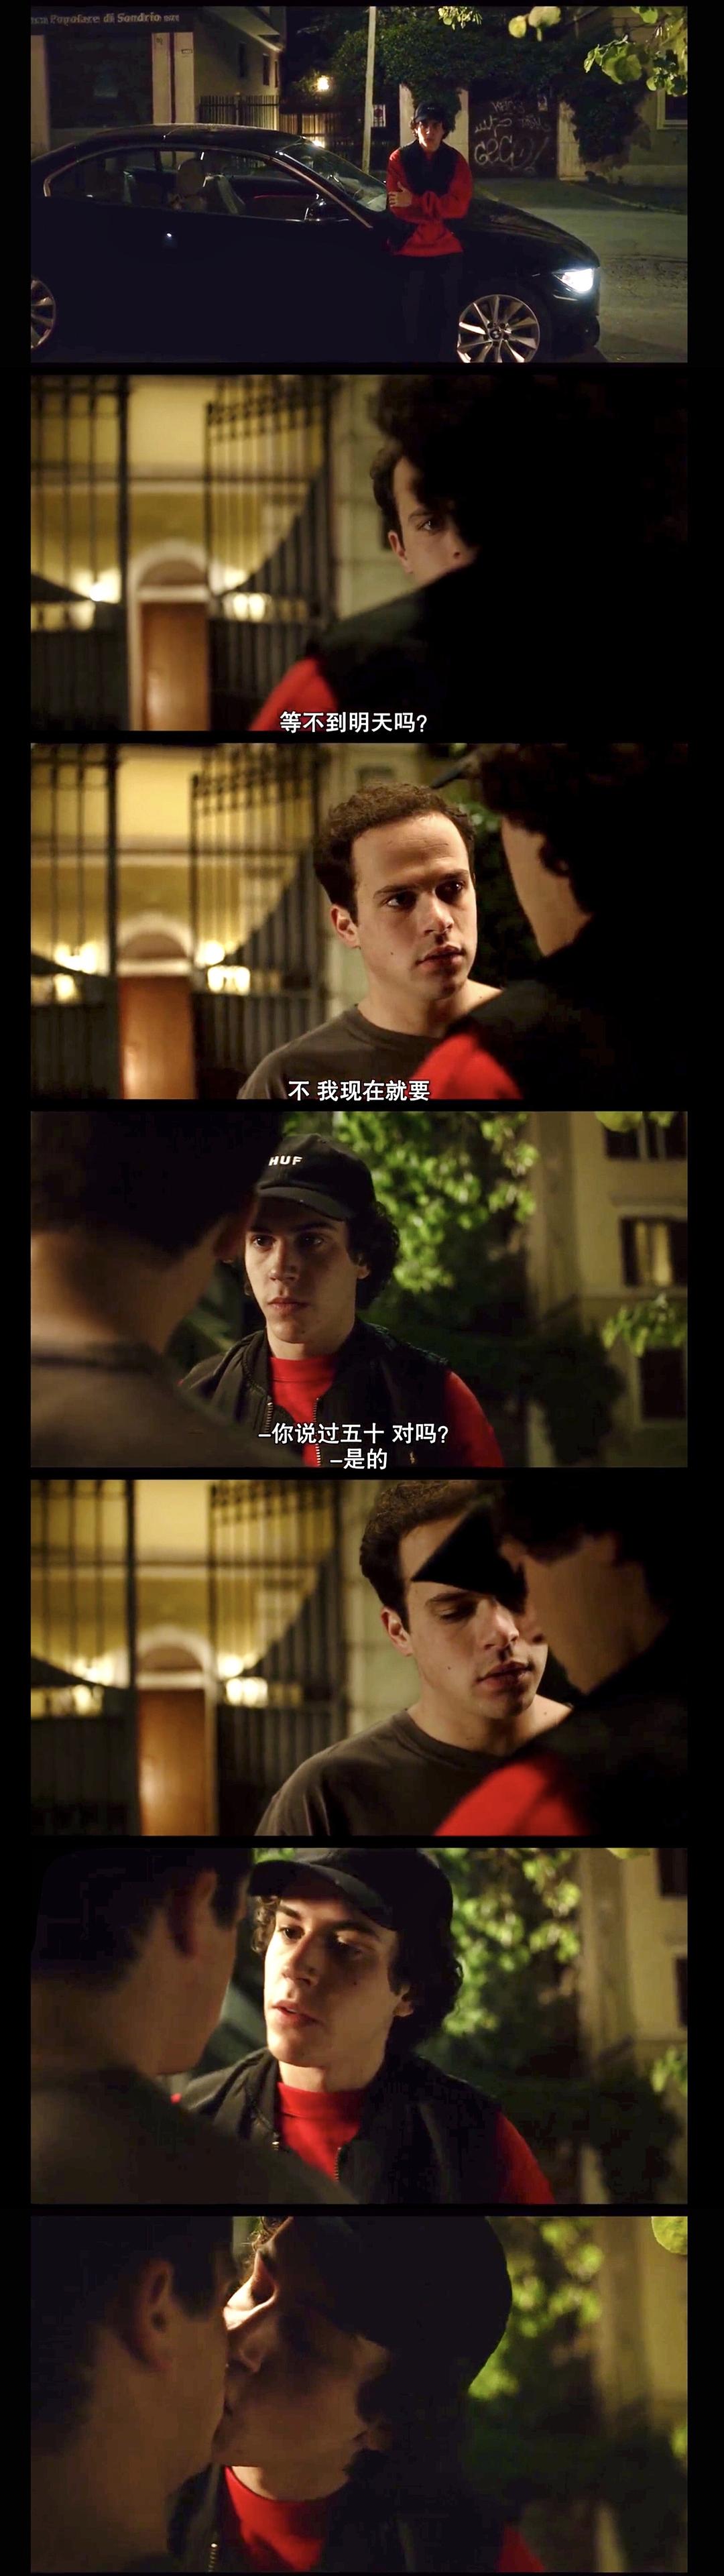 Popolare di Sondrio
等不到明天吗?
不 我现在就要
HUF
-你说过五十 对吗?
-是的